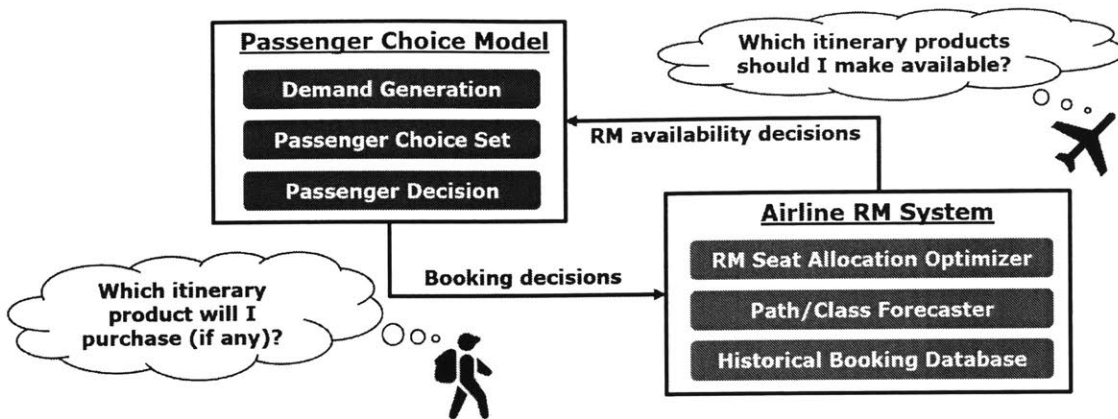 Passenger Choice Model
Demand Generation
Passenger Choice Set
Passenger Decision
Which itinerary products
should I make available?
RM availability decisions
Airline RM System
RM Seat Allocation Optimizer
Path/Class Forecaster
Historical Booking Database
Booking decisions
Which itinerary
product will I
purchase (if any)?